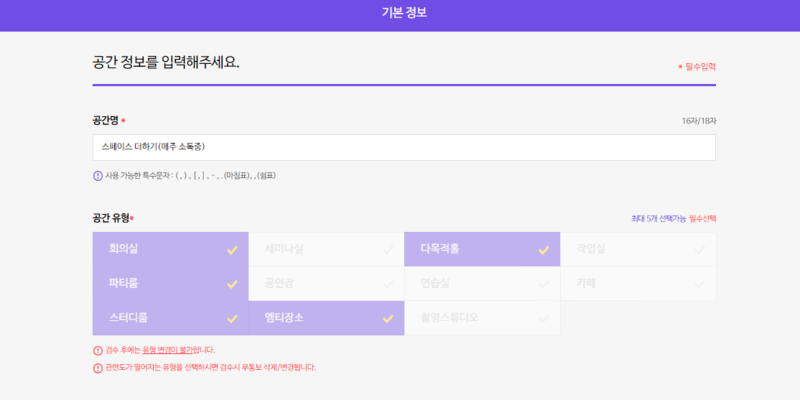 기본 정보
공간 정보를 입력해주세요.
* 필수입력
공간명 *
16자/18자
스페이스 더하기(매주 소독중)
사용 가능한 특수문자 : ( , ) , [ , ] , - , .(마침표), ,(쉼표)
공간 유형*
최대 5개 선택가능 필수선택
회의실 세미나실 다목적홀 작업실
파티룸 공연장 연습실 카페
스터디룸 엠티장소 촬영스튜디오
검수 후에는 유형 변경이 불가합니다.
관련도가 떨어지는 유형을 선택하시면 검수시 무통보 삭제/변경됩니다.